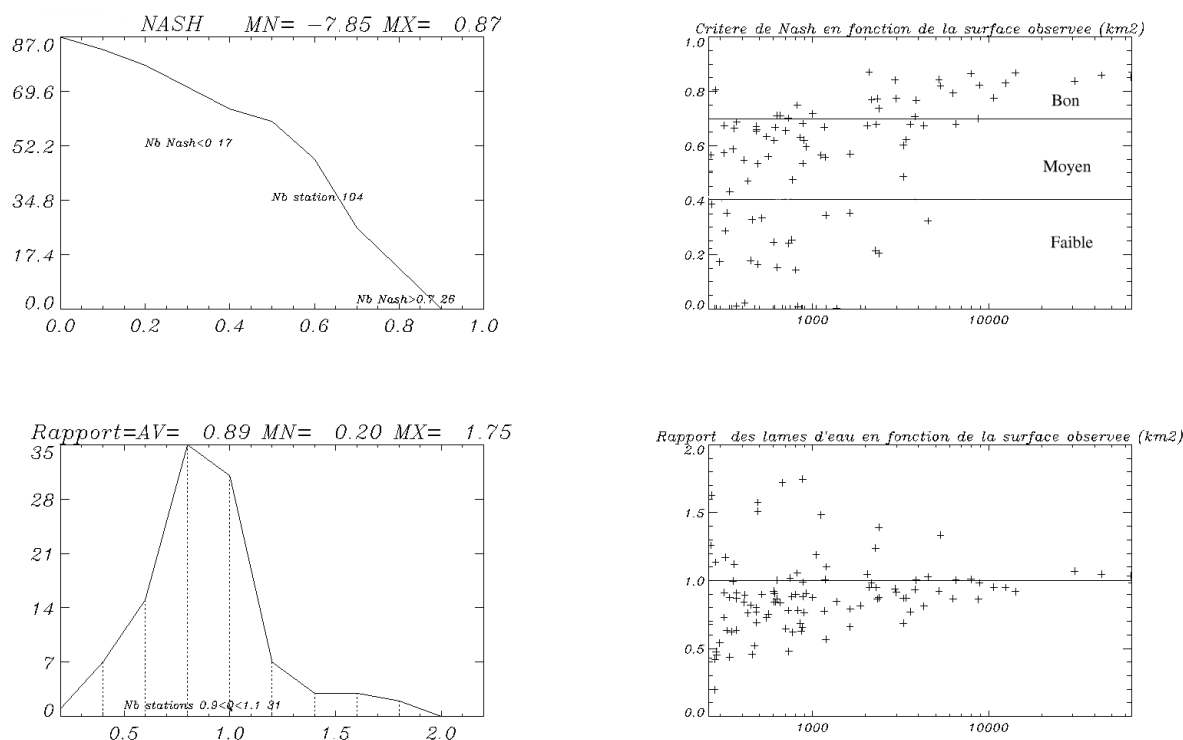 NASH MN= -7.85 MX= 0.87
87.0
69.6
52.2
34.8
17.4
0.0
Nb Nash<0 17
Nb station 104
Nb Nash>0.7 26
0.0 0.2 0.4 0.6 0.8 1.0
Critere de Nash en fonction de la surface observee (km2)
1.0
0.8
0.6
0.4
0.2
0.0
Bon
Moyen
Faible
1000 10000
Rapport=AV= 0.89 MN= 0.20 MX= 1.75
35
28
21
14
7
0
Nb stations 0.9<Q<1.1 31
0.5 1.0 1.5 2.0
Rapport des lames d'eau en fonction de la surface observee (km2)
2.0
1.5
1.0
0.5
0.0
1000 10000